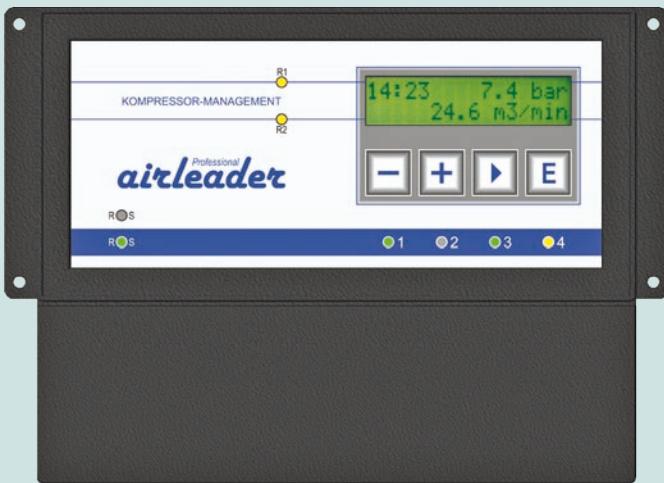 R1
KOMPRESSOR-MANAGEMENT
R2
Professional
airleader
14:23 7.4 bar
24.6 m3/min
− + E
R S
R S
1 2 3 4